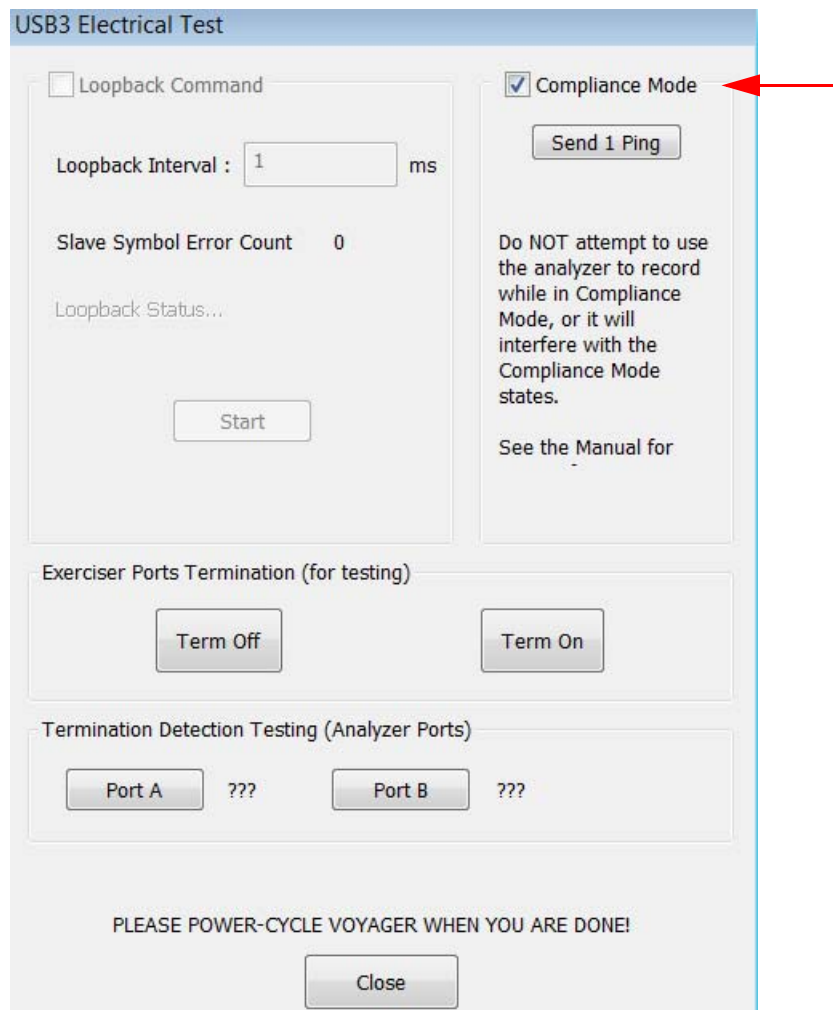 USB3 Electrical Test
Loopback Command
Loopback Interval : 1 ms
Slave Symbol Error Count 0
Loopback Status...
Start
Compliance Mode
Send 1 Ping
Do NOT attempt to use
the analyzer to record
while in Compliance
Mode, or it will
interfere with the
Compliance Mode
states.
See the Manual for
Exerciser Ports Termination (for testing)
Term Off
Term On
Termination Detection Testing (Analyzer Ports)
Port A ??? Port B ???
PLEASE POWER-CYCLE VOYAGER WHEN YOU ARE DONE!
Close